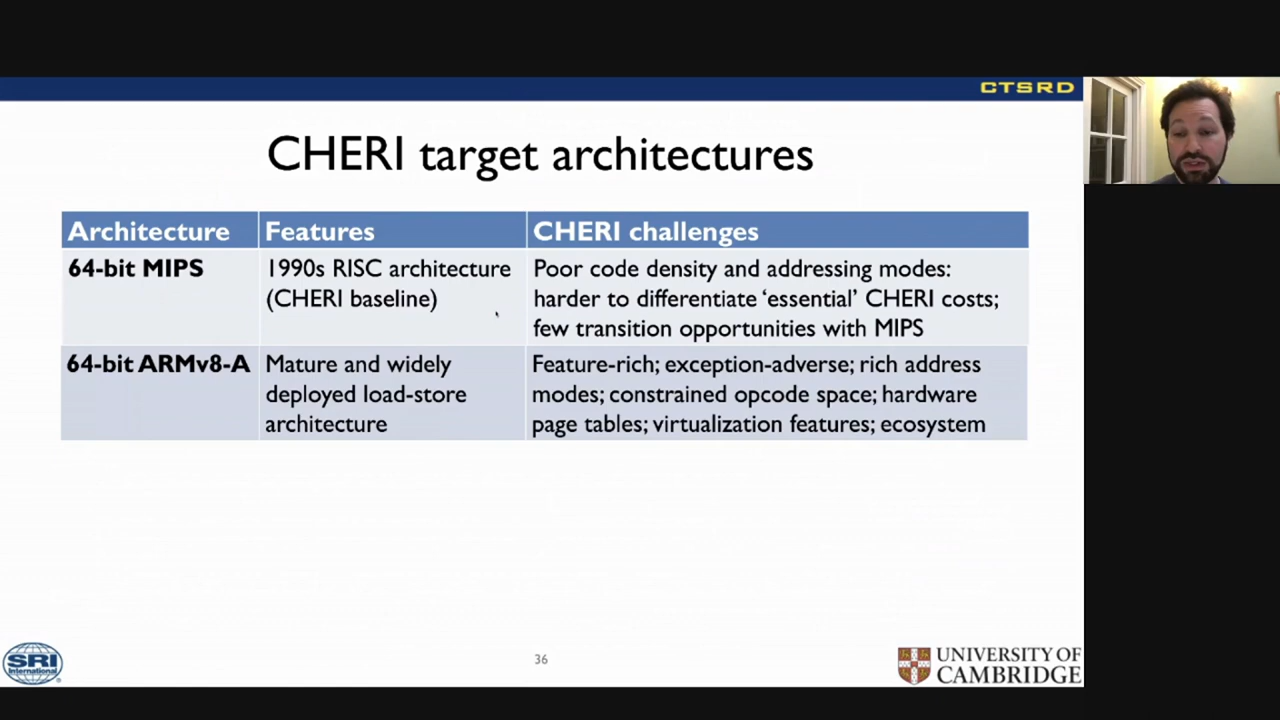 CTSRD
CHERI target architectures
Architecture
Features
CHERI challenges
64-bit MIPS
1990s RISC architecture
(CHERI baseline)
Poor code density and addressing modes:
harder to differentiate ‘essential’ CHERI costs;
few transition opportunities with MIPS
64-bit ARMv8-A
Mature and widely
deployed load-store
architecture
Feature-rich; exception-adverse; rich address
modes; constrained opcode space; hardware
page tables; virtualization features; ecosystem
SRI
International
36
UNIVERSITY OF
CAMBRIDGE